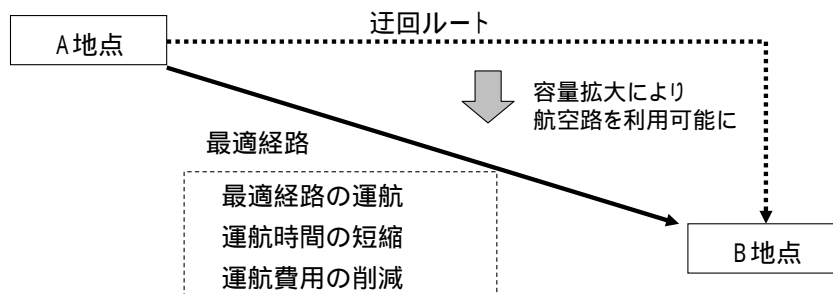 迂回ルート
A地点
容量拡大により
航空路を利用可能に
最適経路
最適経路の運航
運航時間の短縮
運航費用の削減
B地点